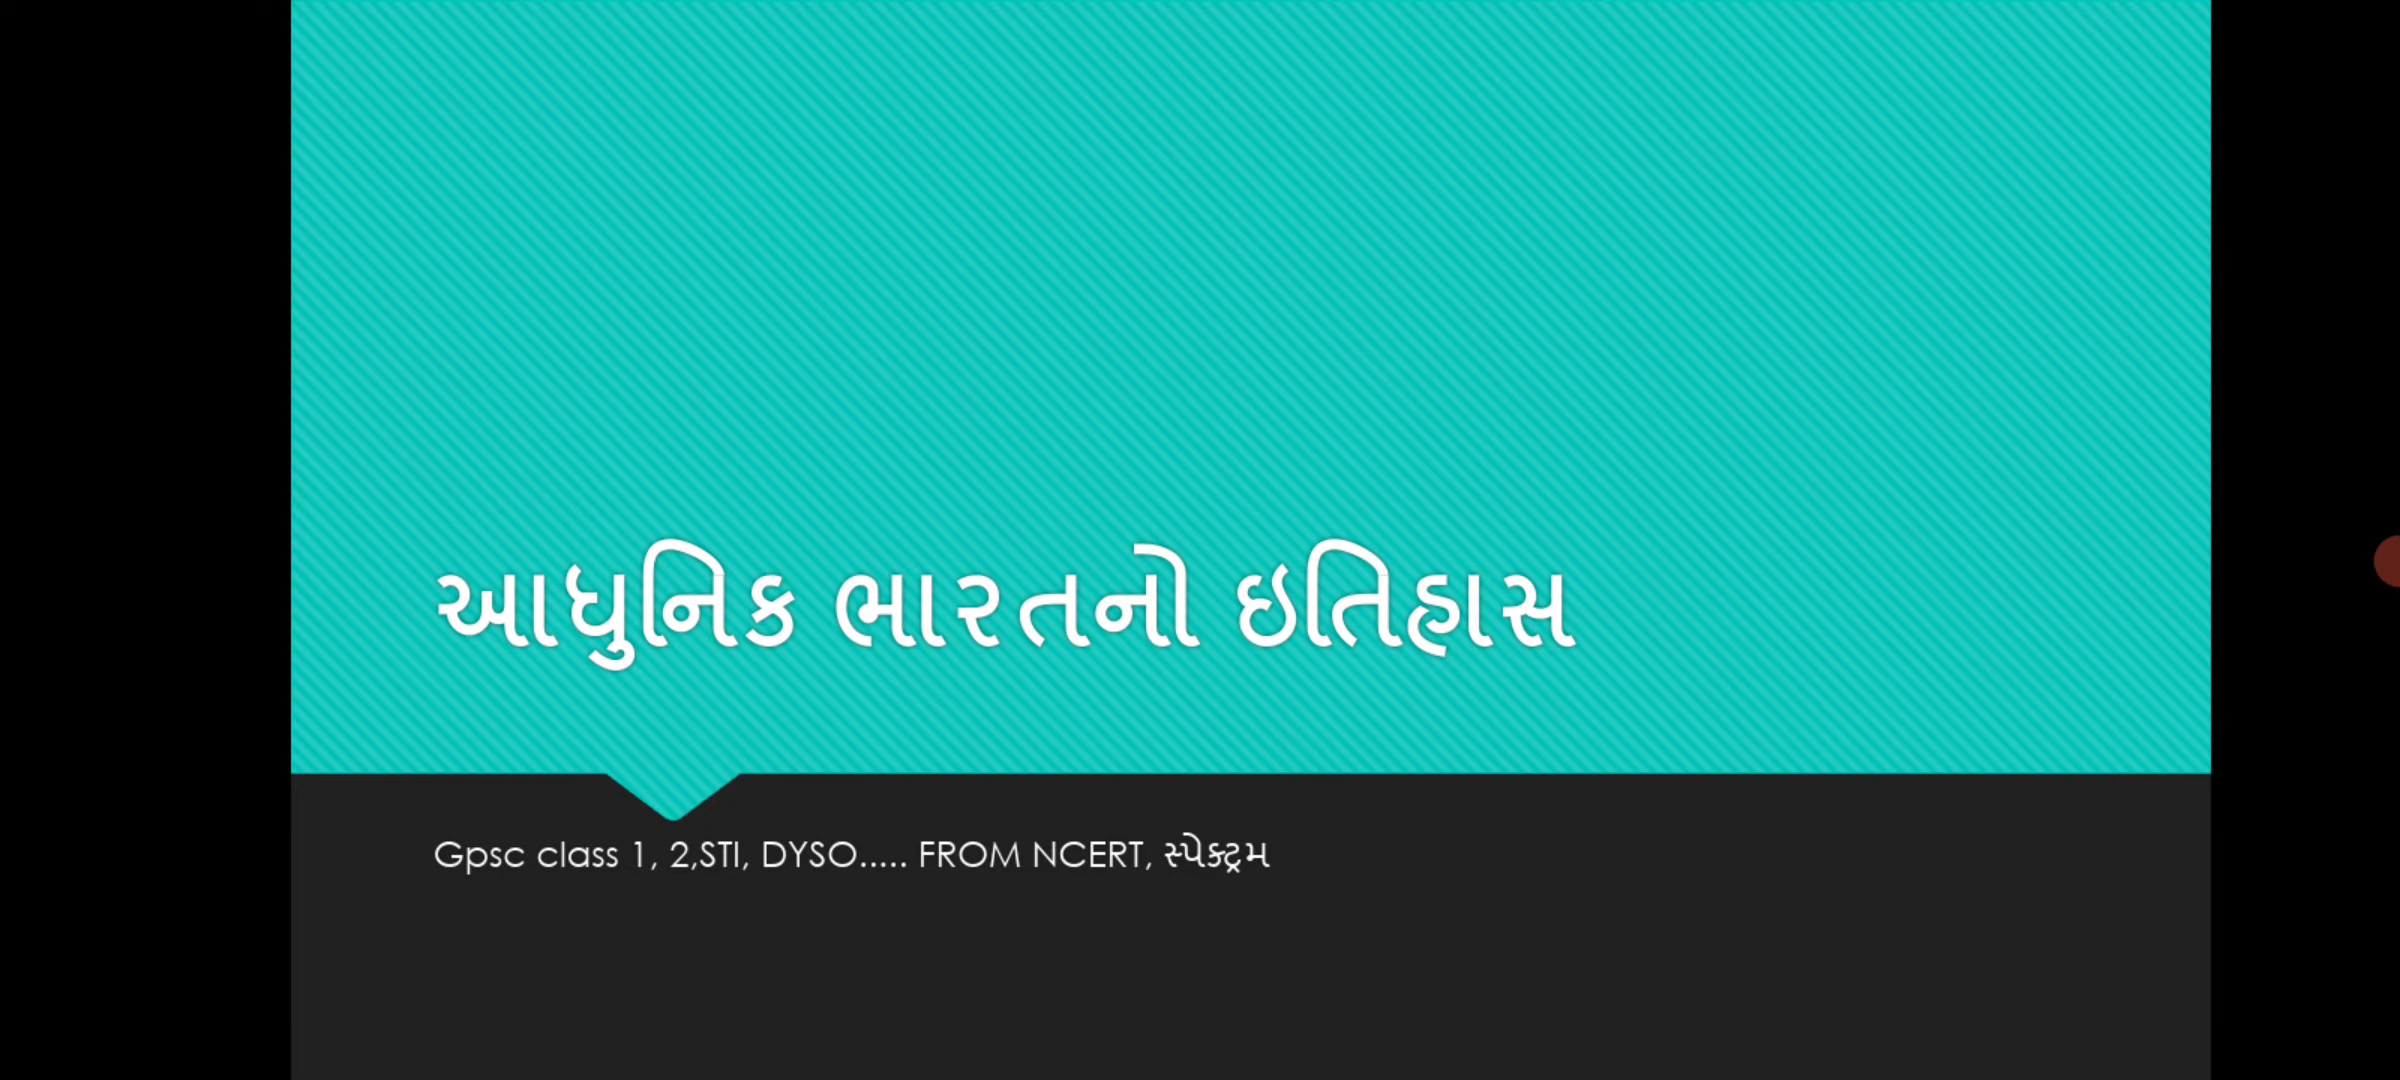 આધુનિક ભારતનો ઇતિહાસ
Gpsc class 1, 2,STI, DYSO..... FROM NCERT, સ્પેક્ટ્રમ